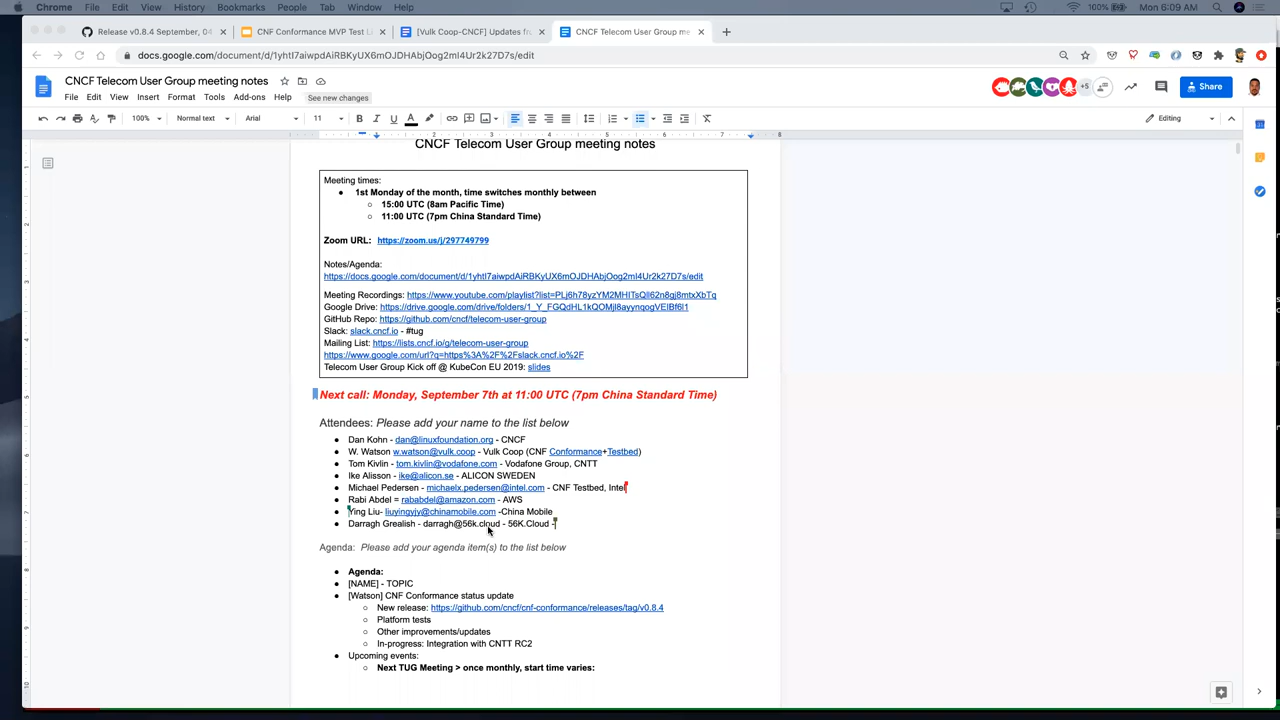 Chrome File Edit View History Bookmarks People Tab Window Help 100%
Release v0.8.4 September, 04 CNF Conformance MVP Test Li [Vulk Coop-CNCF] Updates fr CNCF Telecom User Group me
docs.google.com/document/d/1yhtI7aiwpdAiRBKyUX6mOJDHAbjOog2mI4Ur2k27D7s/edit
CNCF Telecom User Group meeting notes
File Edit View Insert Format Tools Add-ons Help See new changes
+5 Share
100% Normal text Arial 11 B I U A Editing
1 2 3 4 5 6 7 8
CNCF Telecom User Group meeting notes
Meeting times:
● 1st Monday of the month, time switches monthly between
○ 15:00 UTC (8am Pacific Time)
○ 11:00 UTC (7pm China Standard Time)
Zoom URL: https://zoom.us/j/297749799
Notes/Agenda:
https://docs.google.com/document/d/1yhtI7aiwpdAiRBKyUX6mOJDHAbjOog2mI4Ur2k27D7s/edit
Meeting Recordings: https://www.youtube.com/playlist?list=PLj6h78yzYM2MHITsQIl62n8gj8mtxXbTq
Google Drive: https://drive.google.com/drive/folders/1_Y_FGQdHL1kQOMjl8ayynqogVEIBf6l1
GitHub Repo: https://github.com/cncf/telecom-user-group
Slack: slack.cncf.io - #tug
Mailing List: https://lists.cncf.io/g/telecom-user-group
https://www.google.com/url?q=https%3A%2F%2Fslack.cncf.io%2F
Telecom User Group Kick off @ KubeCon EU 2019: slides
Next call: Monday, September 7th at 11:00 UTC (7pm China Standard Time)
Attendees: Please add your name to the list below
● Dan Kohn - dan@linuxfoundation.org - CNCF
● W. Watson w.watson@vulk.coop - Vulk Coop (CNF Conformance+Testbed)
● Tom Kivlin - tom.kivlin@vodafone.com - Vodafone Group, CNTT
● Ike Alisson - ike@alicon.se - ALICON SWEDEN
● Michael Pedersen - michaelx.pedersen@intel.com - CNF Testbed, Intel
● Rabi Abdel = rababdel@amazon.com - AWS
● Ying Liu- liuyingyjy@chinamobile.com -China Mobile
● Darragh Grealish - darragh@56k.cloud - 56K.Cloud -
Agenda: Please add your agenda item(s) to the list below
● Agenda:
● [NAME] - TOPIC
● [Watson] CNF Conformance status update
○ New release: https://github.com/cncf/cnf-conformance/releases/tag/v0.8.4
○ Platform tests
○ Other improvements/updates
○ In-progress: Integration with CNTT RC2
● Upcoming events:
○ Next TUG Meeting > once monthly, start time varies: